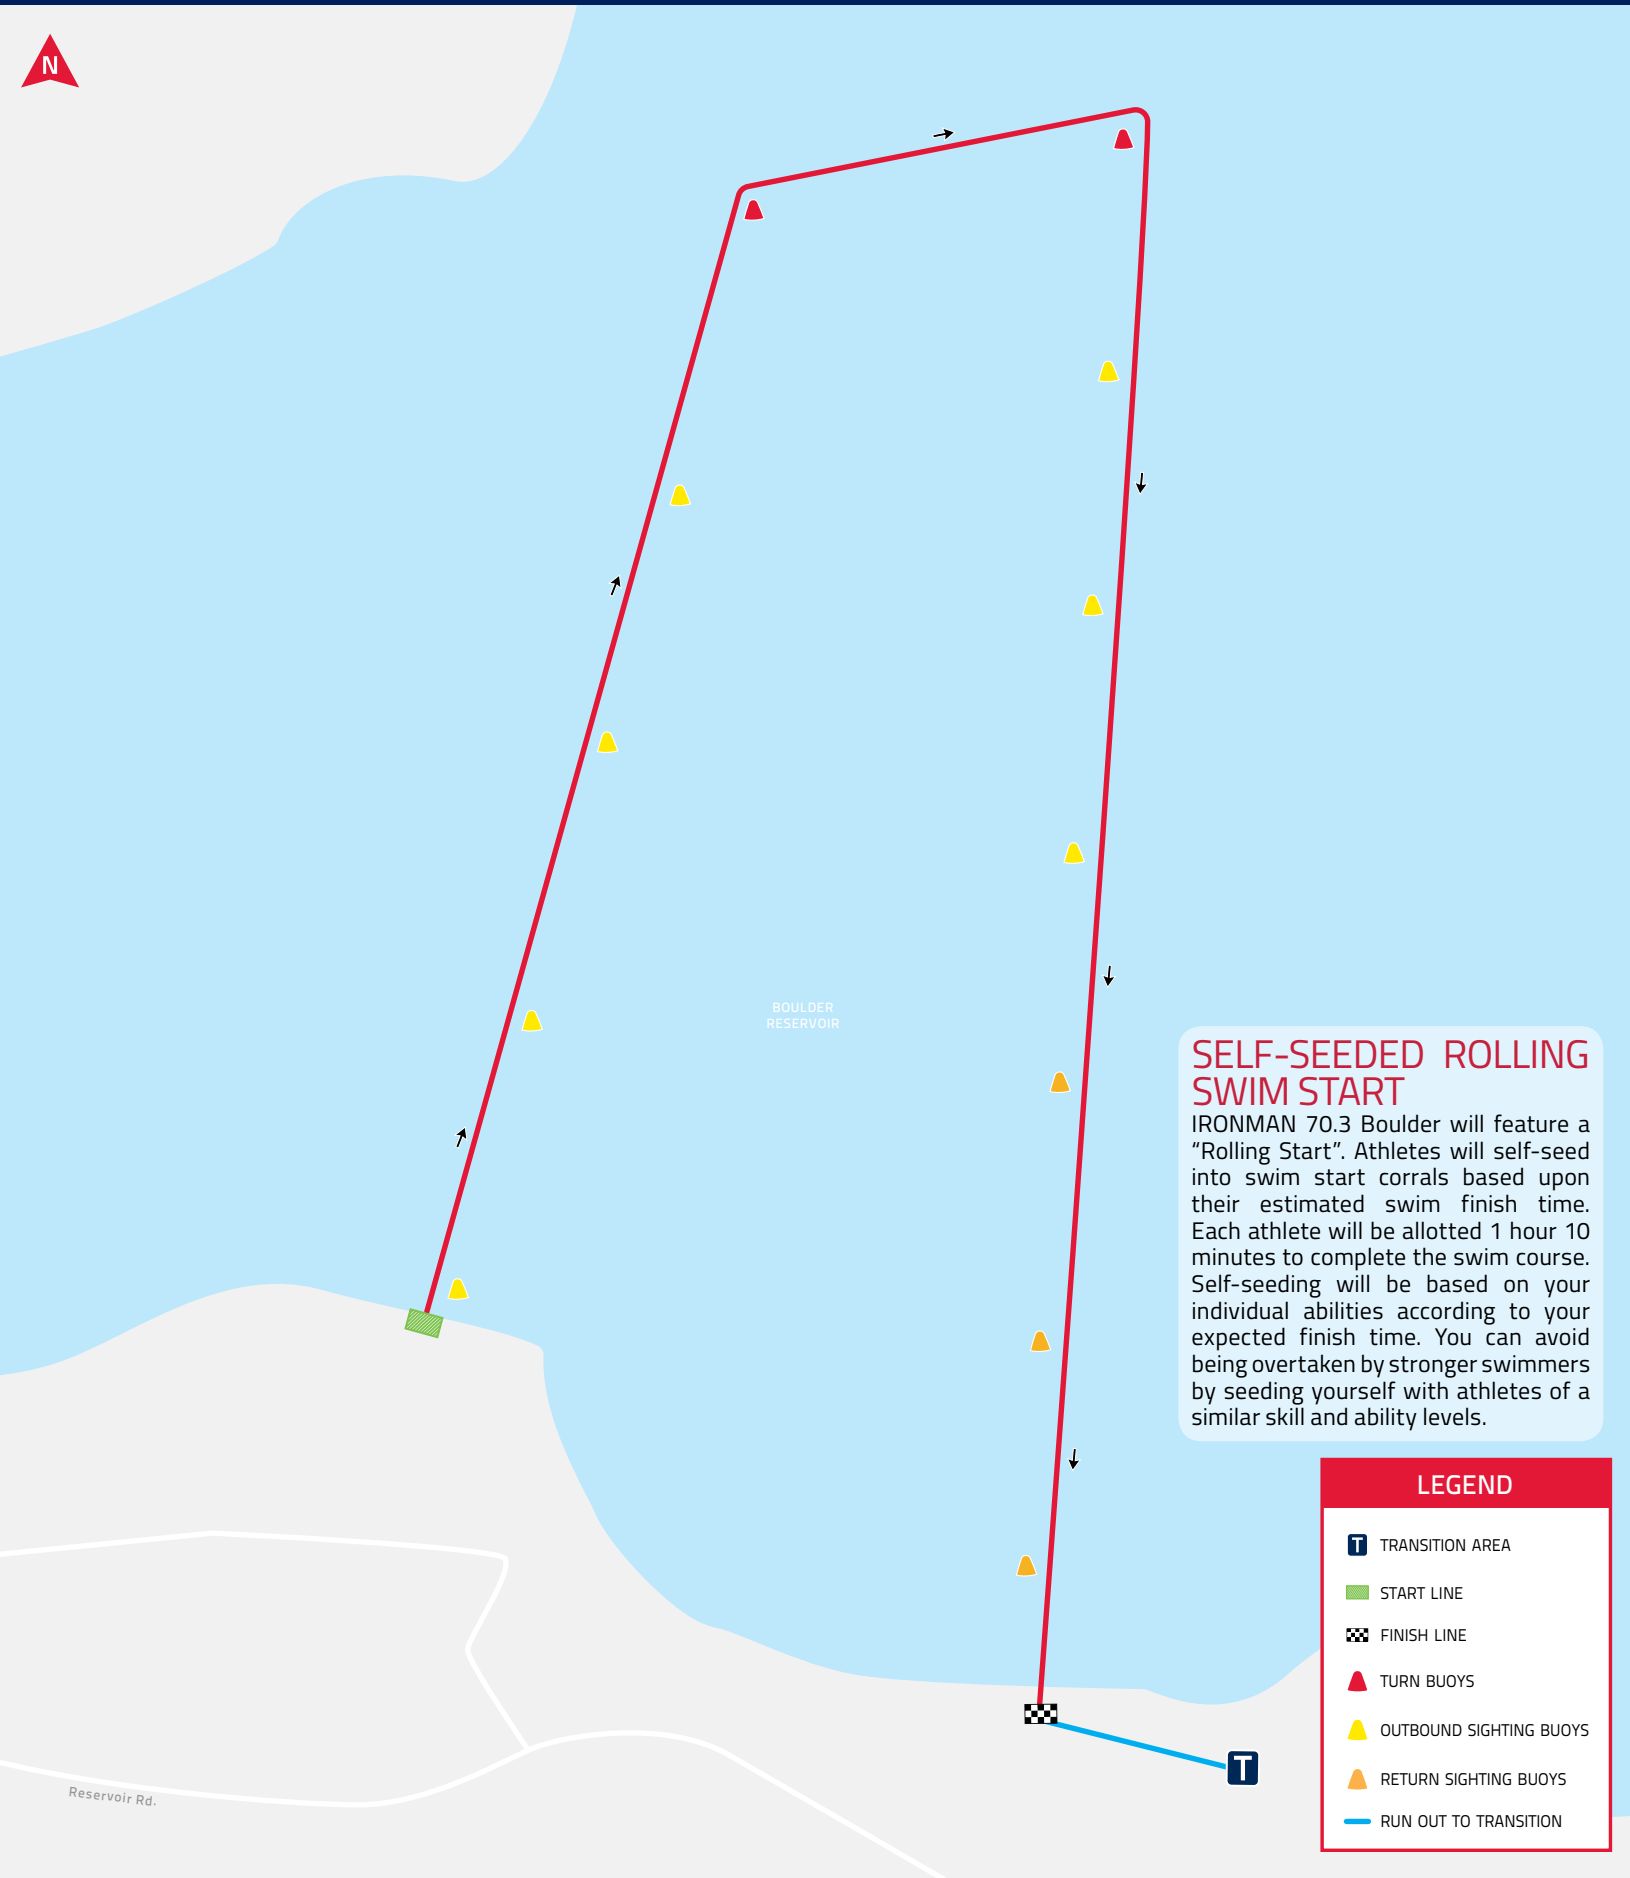 N
BOULDER
RESERVOIR
SELF-SEEDED ROLLING
SWIM START
IRONMAN 70.3 Boulder will feature a
“Rolling Start”. Athletes will self-seed
into swim start corrals based upon
their estimated swim finish time.
Each athlete will be allotted 1 hour 10
minutes to complete the swim course.
Self-seeding will be based on your
individual abilities according to your
expected finish time. You can avoid
being overtaken by stronger swimmers
by seeding yourself with athletes of a
similar skill and ability levels.
LEGEND
T TRANSITION AREA
START LINE
FINISH LINE
TURN BUOYS
OUTBOUND SIGHTING BUOYS
RETURN SIGHTING BUOYS
RUN OUT TO TRANSITION
T
Reservoir Rd.